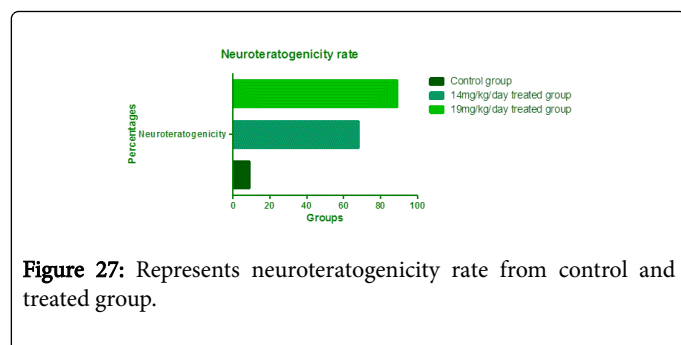 Neuroteratogenicity rate
Control group
14mg/kg/day treated group
19mg/kg/day treated group
Percentages
Neuroteratogenicity
0 20 40 60 80 100
Groups
Figure 27: Represents neuroteratogenicity rate from control and
treated group.